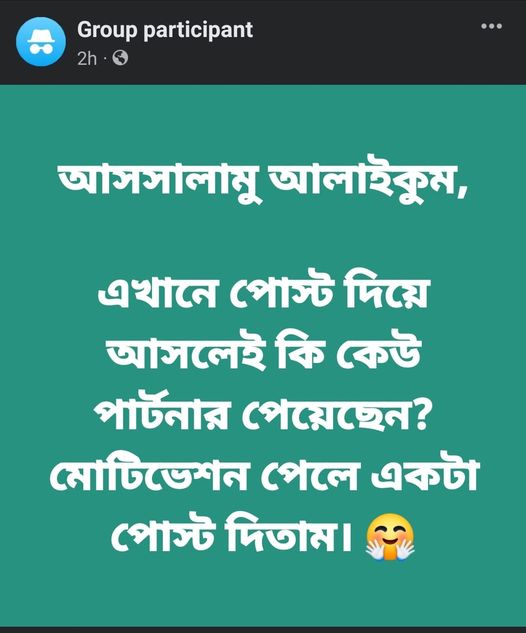 Group participant
2h ·
আসসালামু আলাইকুম,
এখানে পোস্ট দিয়ে
আসলেই কি কেউ
পার্টনার পেয়েছেন?
মোটিভেশন পেলে একটা
পোস্ট দিতাম। 🤗